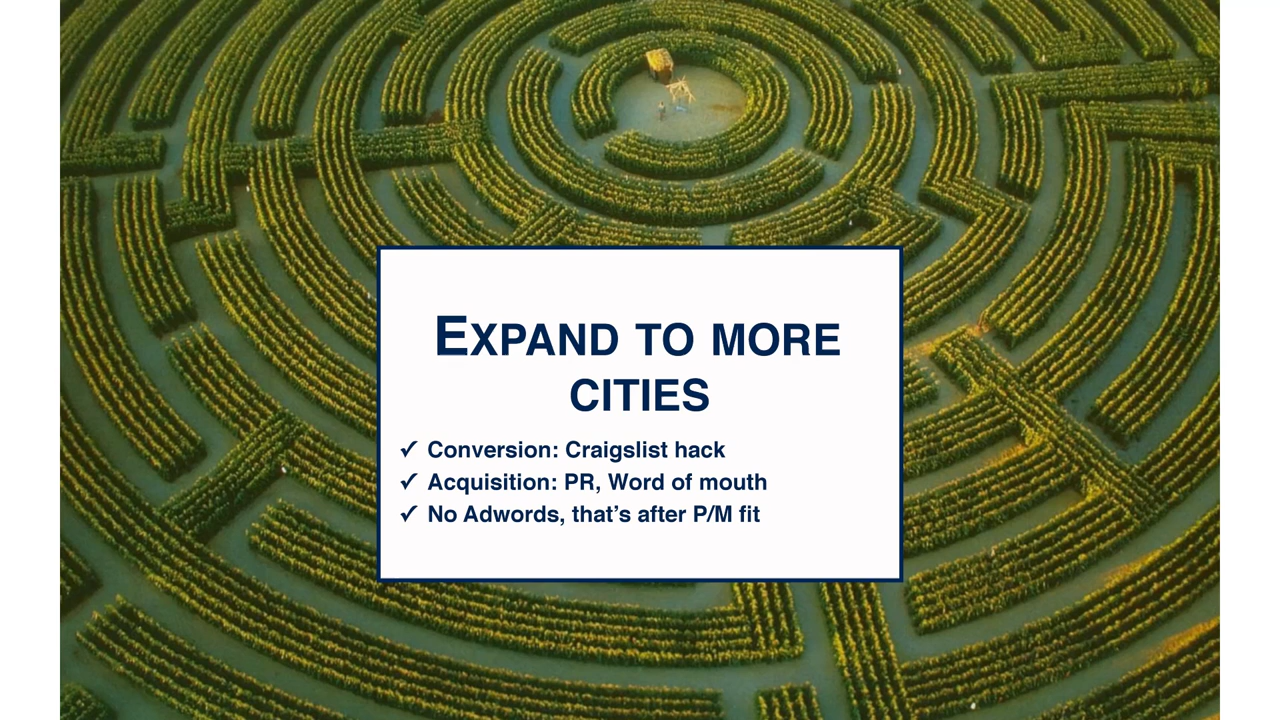 Expand to more
cities
✓ Conversion: Craigslist hack
✓ Acquisition: PR, Word of mouth
✓ No Adwords, that’s after P/M fit